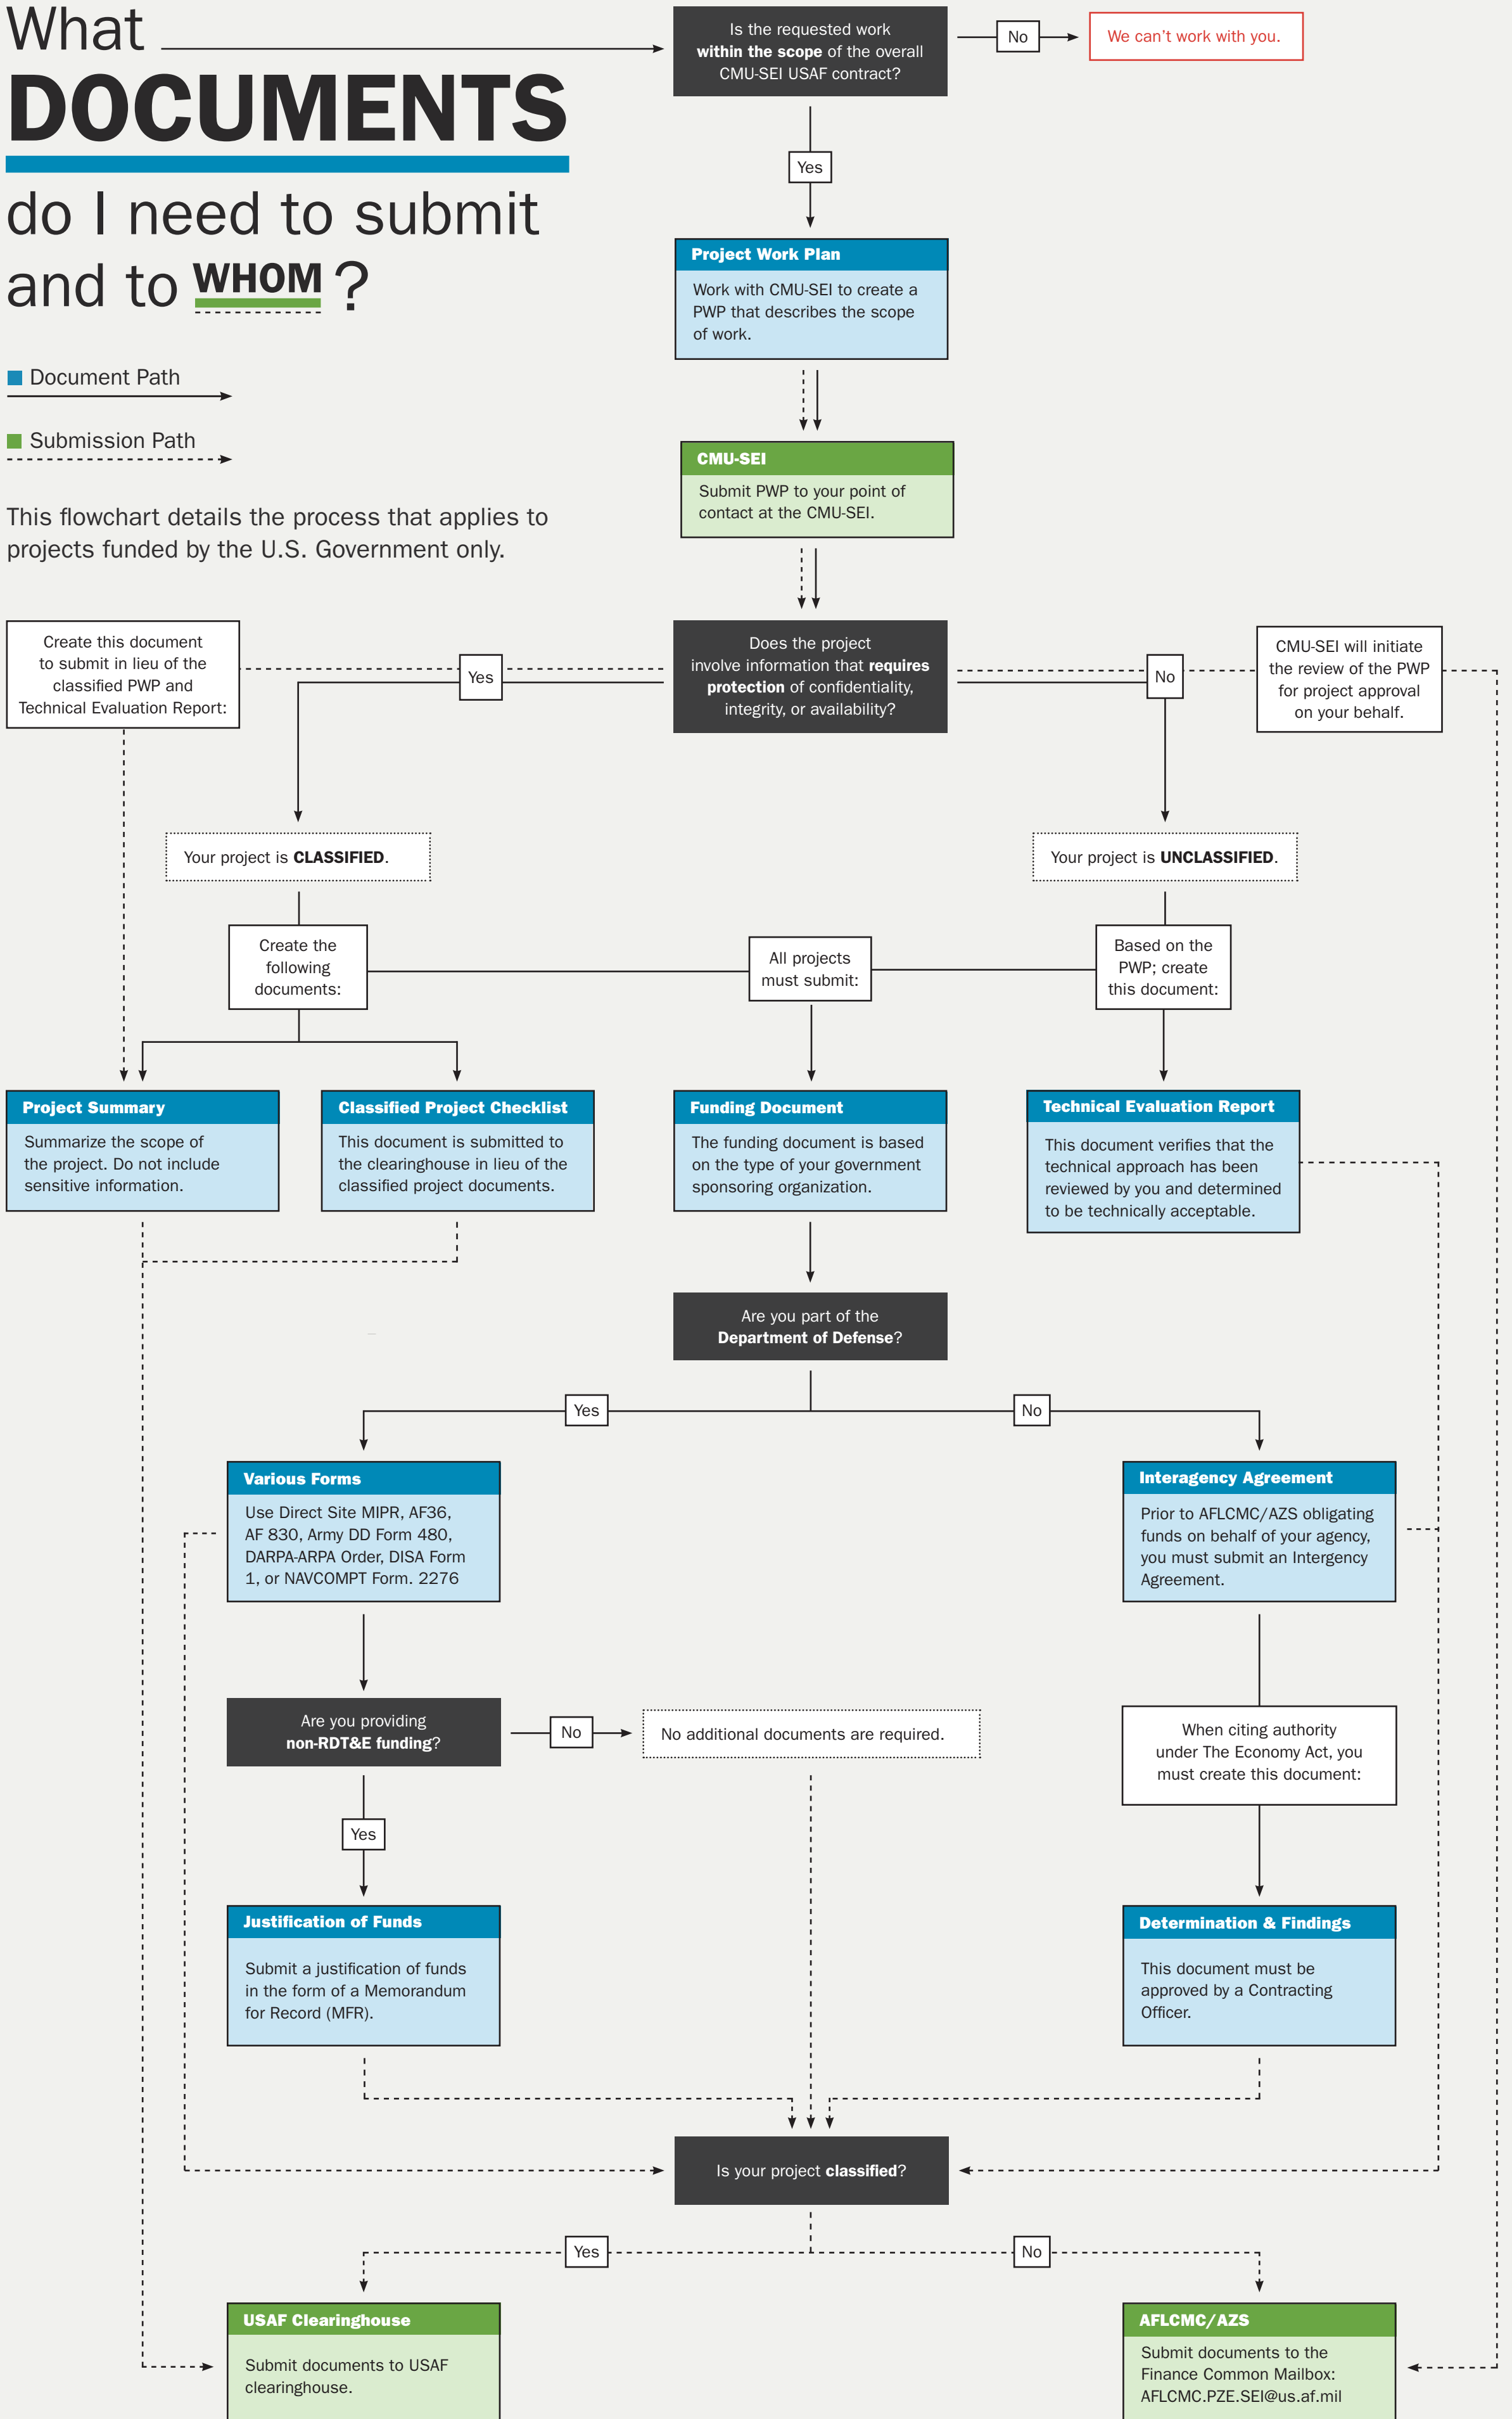 What
DOCUMENTS
do I need to submit
and to WHOM ?
Document Path
Submission Path
This flowchart details the process that applies to
projects funded by the U.S. Government only.
Is the requested work
within the scope of the overall
CMU-SEI USAF contract?
No
We can't work with you.
Yes
Project Work Plan
Work with CMU-SEI to create a
PWP that describes the scope
of work.
CMU-SEI
Submit PWP to your point of
contact at the CMU-SEI.
Create this document
to submit in lieu of the
classified PWP and
Technical Evaluation Report:
Yes
Does the project
involve information that requires
protection of confidentiality,
integrity, or availability?
No
CMU-SEI will initiate
the review of the PWP
for project approval
on your behalf.
Your project is CLASSIFIED.
Your project is UNCLASSIFIED.
Create the
following
documents:
All projects
must submit:
Based on the
PWP; create
this document:
Project Summary
Summarize the scope of
the project. Do not include
sensitive information.
Classified Project Checklist
This document is submitted to
the clearinghouse in lieu of the
classified project documents.
Funding Document
The funding document is based
on the type of your government
sponsoring organization.
Technical Evaluation Report
This document verifies that the
technical approach has been
reviewed by you and determined
to be technically acceptable.
Are you part of the
Department of Defense?
Yes
No
Various Forms
Use Direct Site MIPR, AF36,
AF 830, Army DD Form 480,
DARPA-ARPA Order, DISA Form
1, or NAVCOMPT Form. 2276
Interagency Agreement
Prior to AFLCMC/AZS obligating
funds on behalf of your agency,
you must submit an Intergency
Agreement.
Are you providing
non-RDT&E funding?
No
No additional documents are required.
When citing authority
under The Economy Act, you
must create this document:
Yes
Justification of Funds
Submit a justification of funds
in the form of a Memorandum
for Record (MFR).
Determination & Findings
This document must be
approved by a Contracting
Officer.
Is your project classified?
Yes
No
USAF Clearinghouse
Submit documents to USAF
clearinghouse.
AFLCMC/AZS
Submit documents to the
Finance Common Mailbox:
AFLCMC.PZE.SEI@us.af.mil